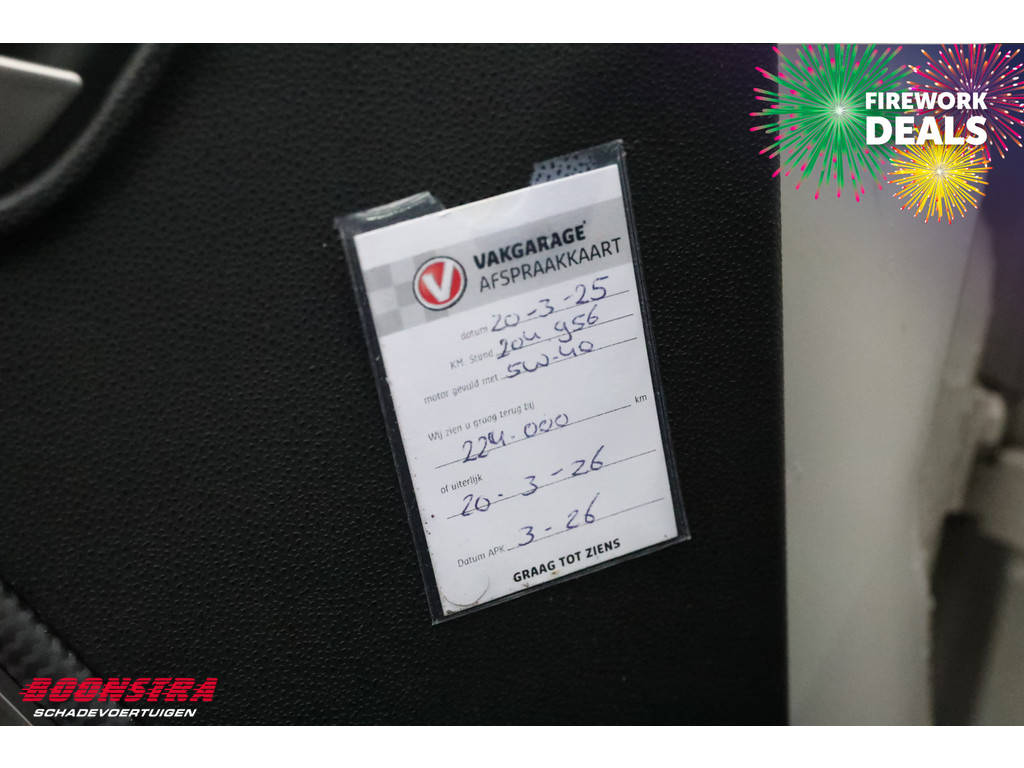 FIREWORK
DEALS
VAKGARAGE
AFSPRAAKKAART
datum 20-3-25
KM. Stand 204 956
motor gevuld met 5W-40
Wij zien u graag terug bij
224.000 km
of uiterlijk
20-3-26
Datum APK 3-26
GRAAG TOT ZIENS
BOONSTRA
SCHADEVOERTUIGEN